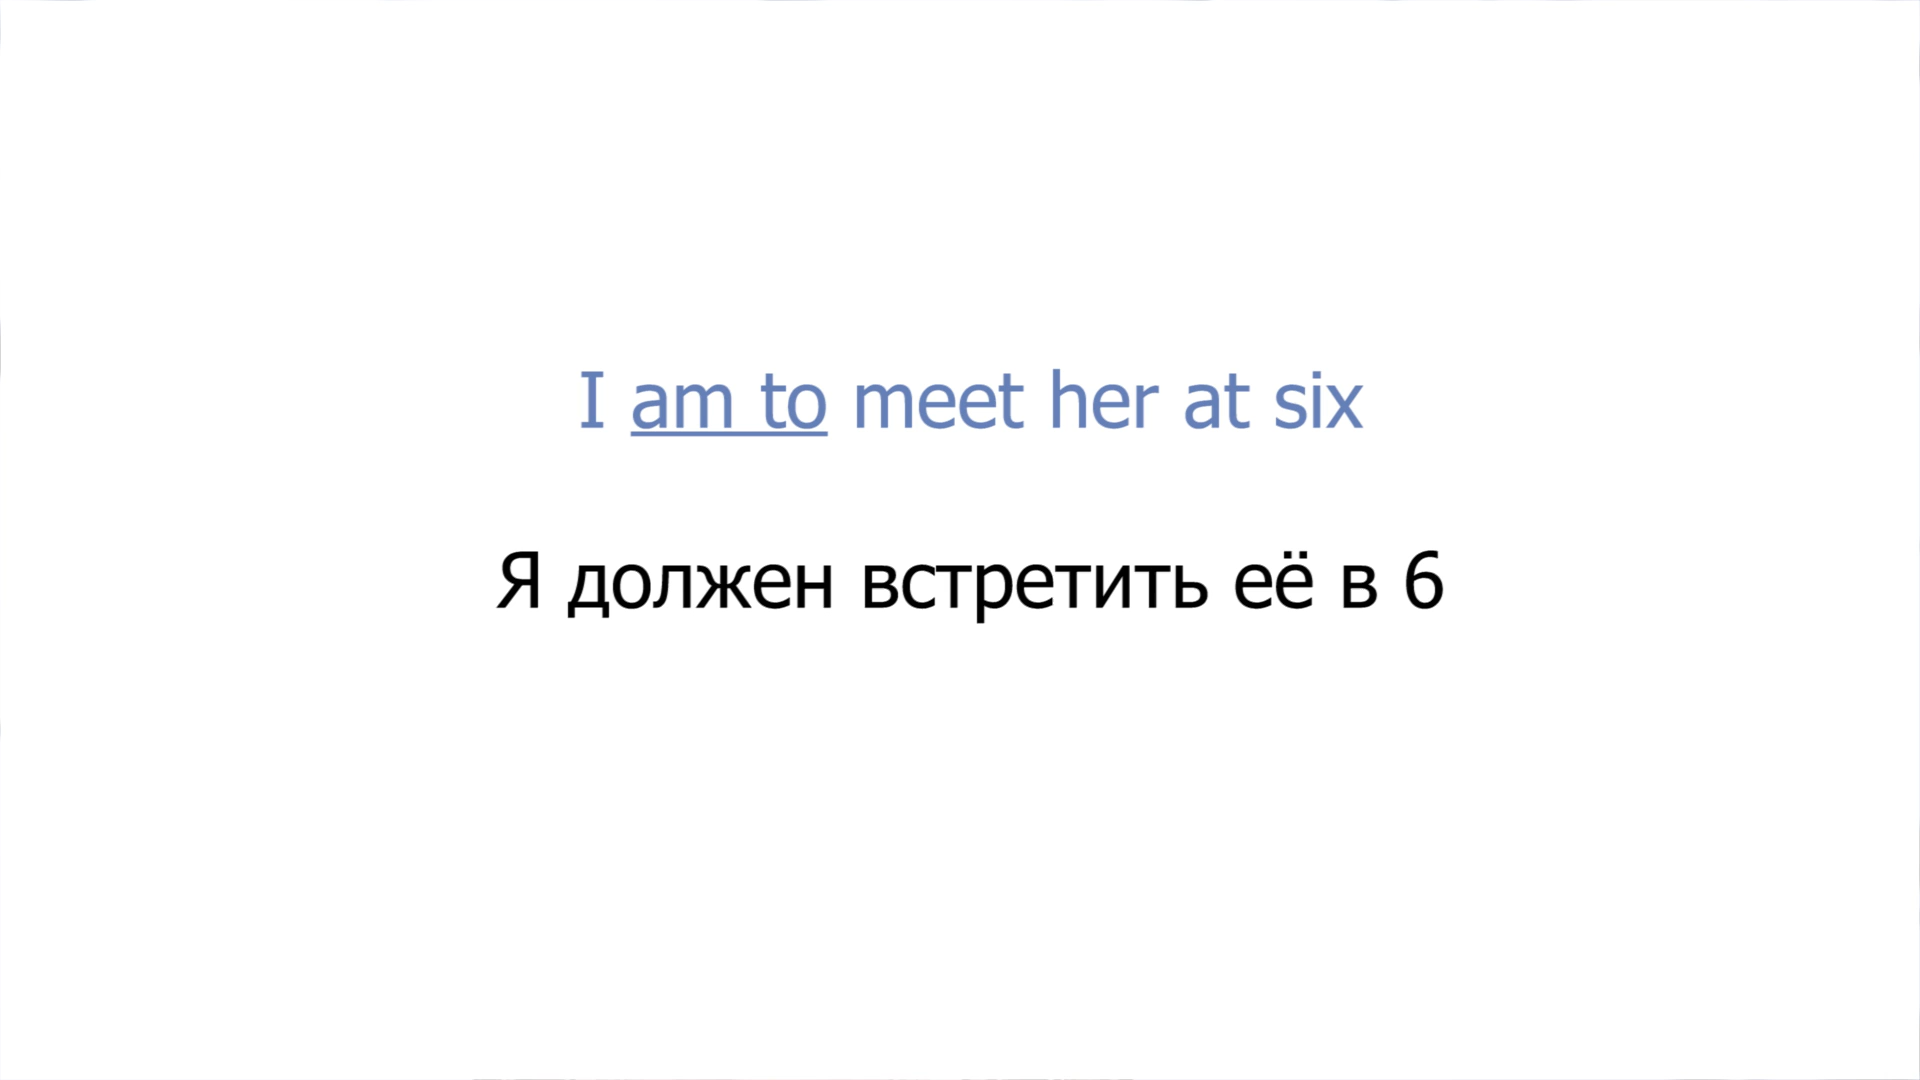 I am to meet her at six
Я должен встретить её в 6